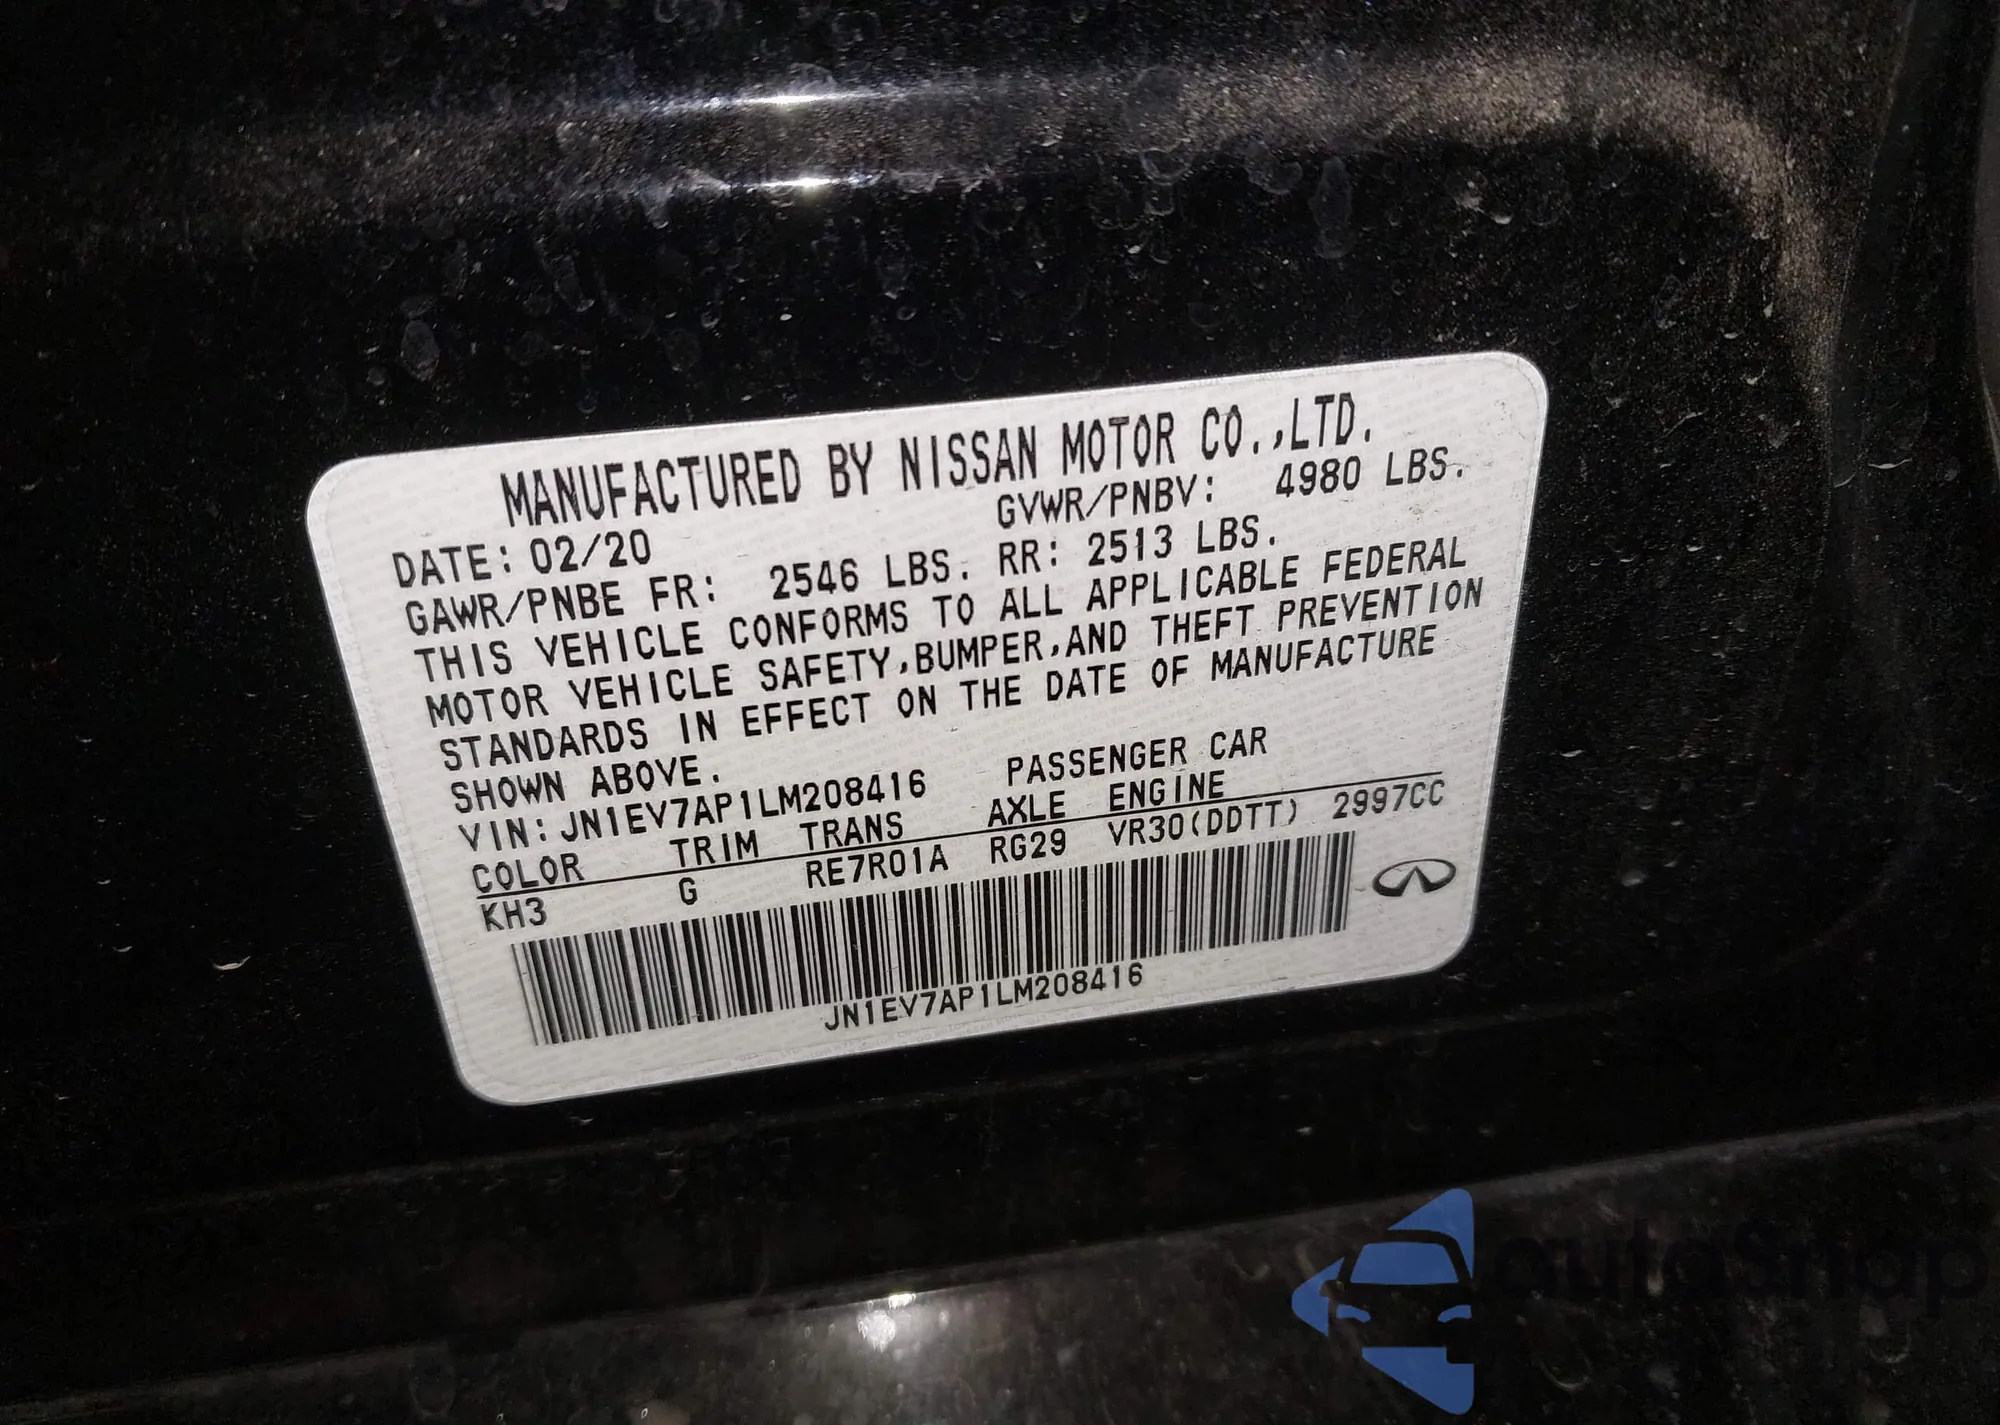 MANUFACTURED BY NISSAN MOTOR CO.,LTD.
DATE: 02/20 GVWR/PNBV: 4980 LBS.
GAWR/PNBE FR: 2546 LBS. RR: 2513 LBS.
THIS VEHICLE CONFORMS TO ALL APPLICABLE FEDERAL
MOTOR VEHICLE SAFETY,BUMPER,AND THEFT PREVENTION
STANDARDS IN EFFECT ON THE DATE OF MANUFACTURE
SHOWN ABOVE.
VIN: JN1EV7AP1LM208416 PASSENGER CAR
COLOR TRIM TRANS AXLE ENGINE
KH3 G RE7R01A RG29 VR30(DDTT) 2997CC
JN1EV7AP1LM208416
autoSnap